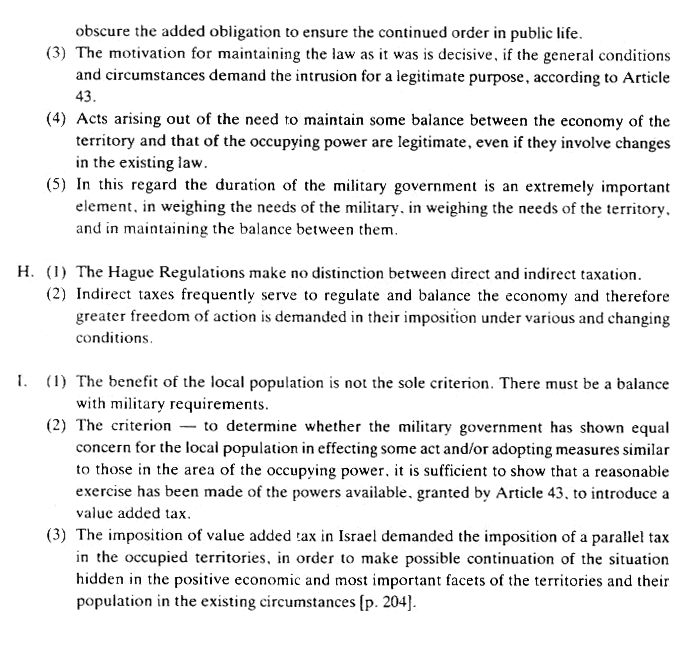 obscure the added obligation to ensure the continued order in public life.
(3) The motivation for maintaining the law as it was is decisive, if the general conditions
and circumstances demand the intrusion for a legitimate purpose, according to Article
43.
(4) Acts arising out of the need to maintain some balance between the economy of the
territory and that of the occupying power are legitimate, even if they involve changes
in the existing law.
(5) In this regard the duration of the military government is an extremely important
element, in weighing the needs of the military, in weighing the needs of the territory,
and in maintaining the balance between them.
H. (1) The Hague Regulations make no distinction between direct and indirect taxation.
(2) Indirect taxes frequently serve to regulate and balance the economy and therefore
greater freedom of action is demanded in their imposition under various and changing
conditions.
I. (1) The benefit of the local population is not the sole criterion. There must be a balance
with military requirements.
(2) The criterion — to determine whether the military government has shown equal
concern for the local population in effecting some act and/or adopting measures similar
to those in the area of the occupying power, it is sufficient to show that a reasonable
exercise has been made of the powers available, granted by Article 43, to introduce a
value added tax.
(3) The imposition of value added tax in Israel demanded the imposition of a parallel tax
in the occupied territories, in order to make possible continuation of the situation
hidden in the positive economic and most important facets of the territories and their
population in the existing circumstances [p. 204].